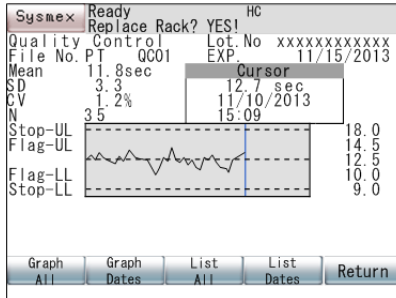 Sysmex Ready HC
Replace Rack? YES!
Quality Control Lot. No xxxxxxxxxxxx
File No. PT QC01 EXP. 11/15/2013
Mean 11.8sec Cursor
SD 3.3 12.7 sec
CV 1.2% 11/10/2013
N 35 15:09
Stop-UL 18.0
Flag-UL 14.5
12.5
Flag-LL 10.0
Stop-LL 9.0
Graph All Graph Dates List All List Dates Return